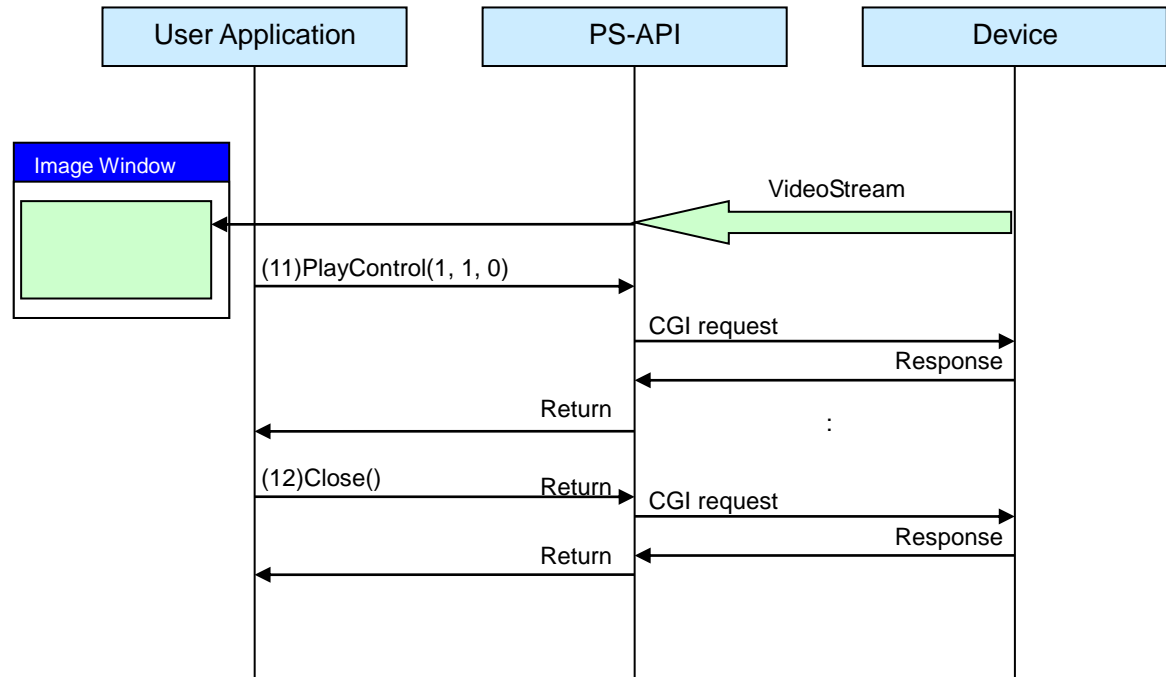 User Application
PS-API
Device
Image Window
VideoStream
(11)PlayControl(1, 1, 0)
CGI request
Response
Return
:
(12)Close()
Return
CGI request
Response
Return